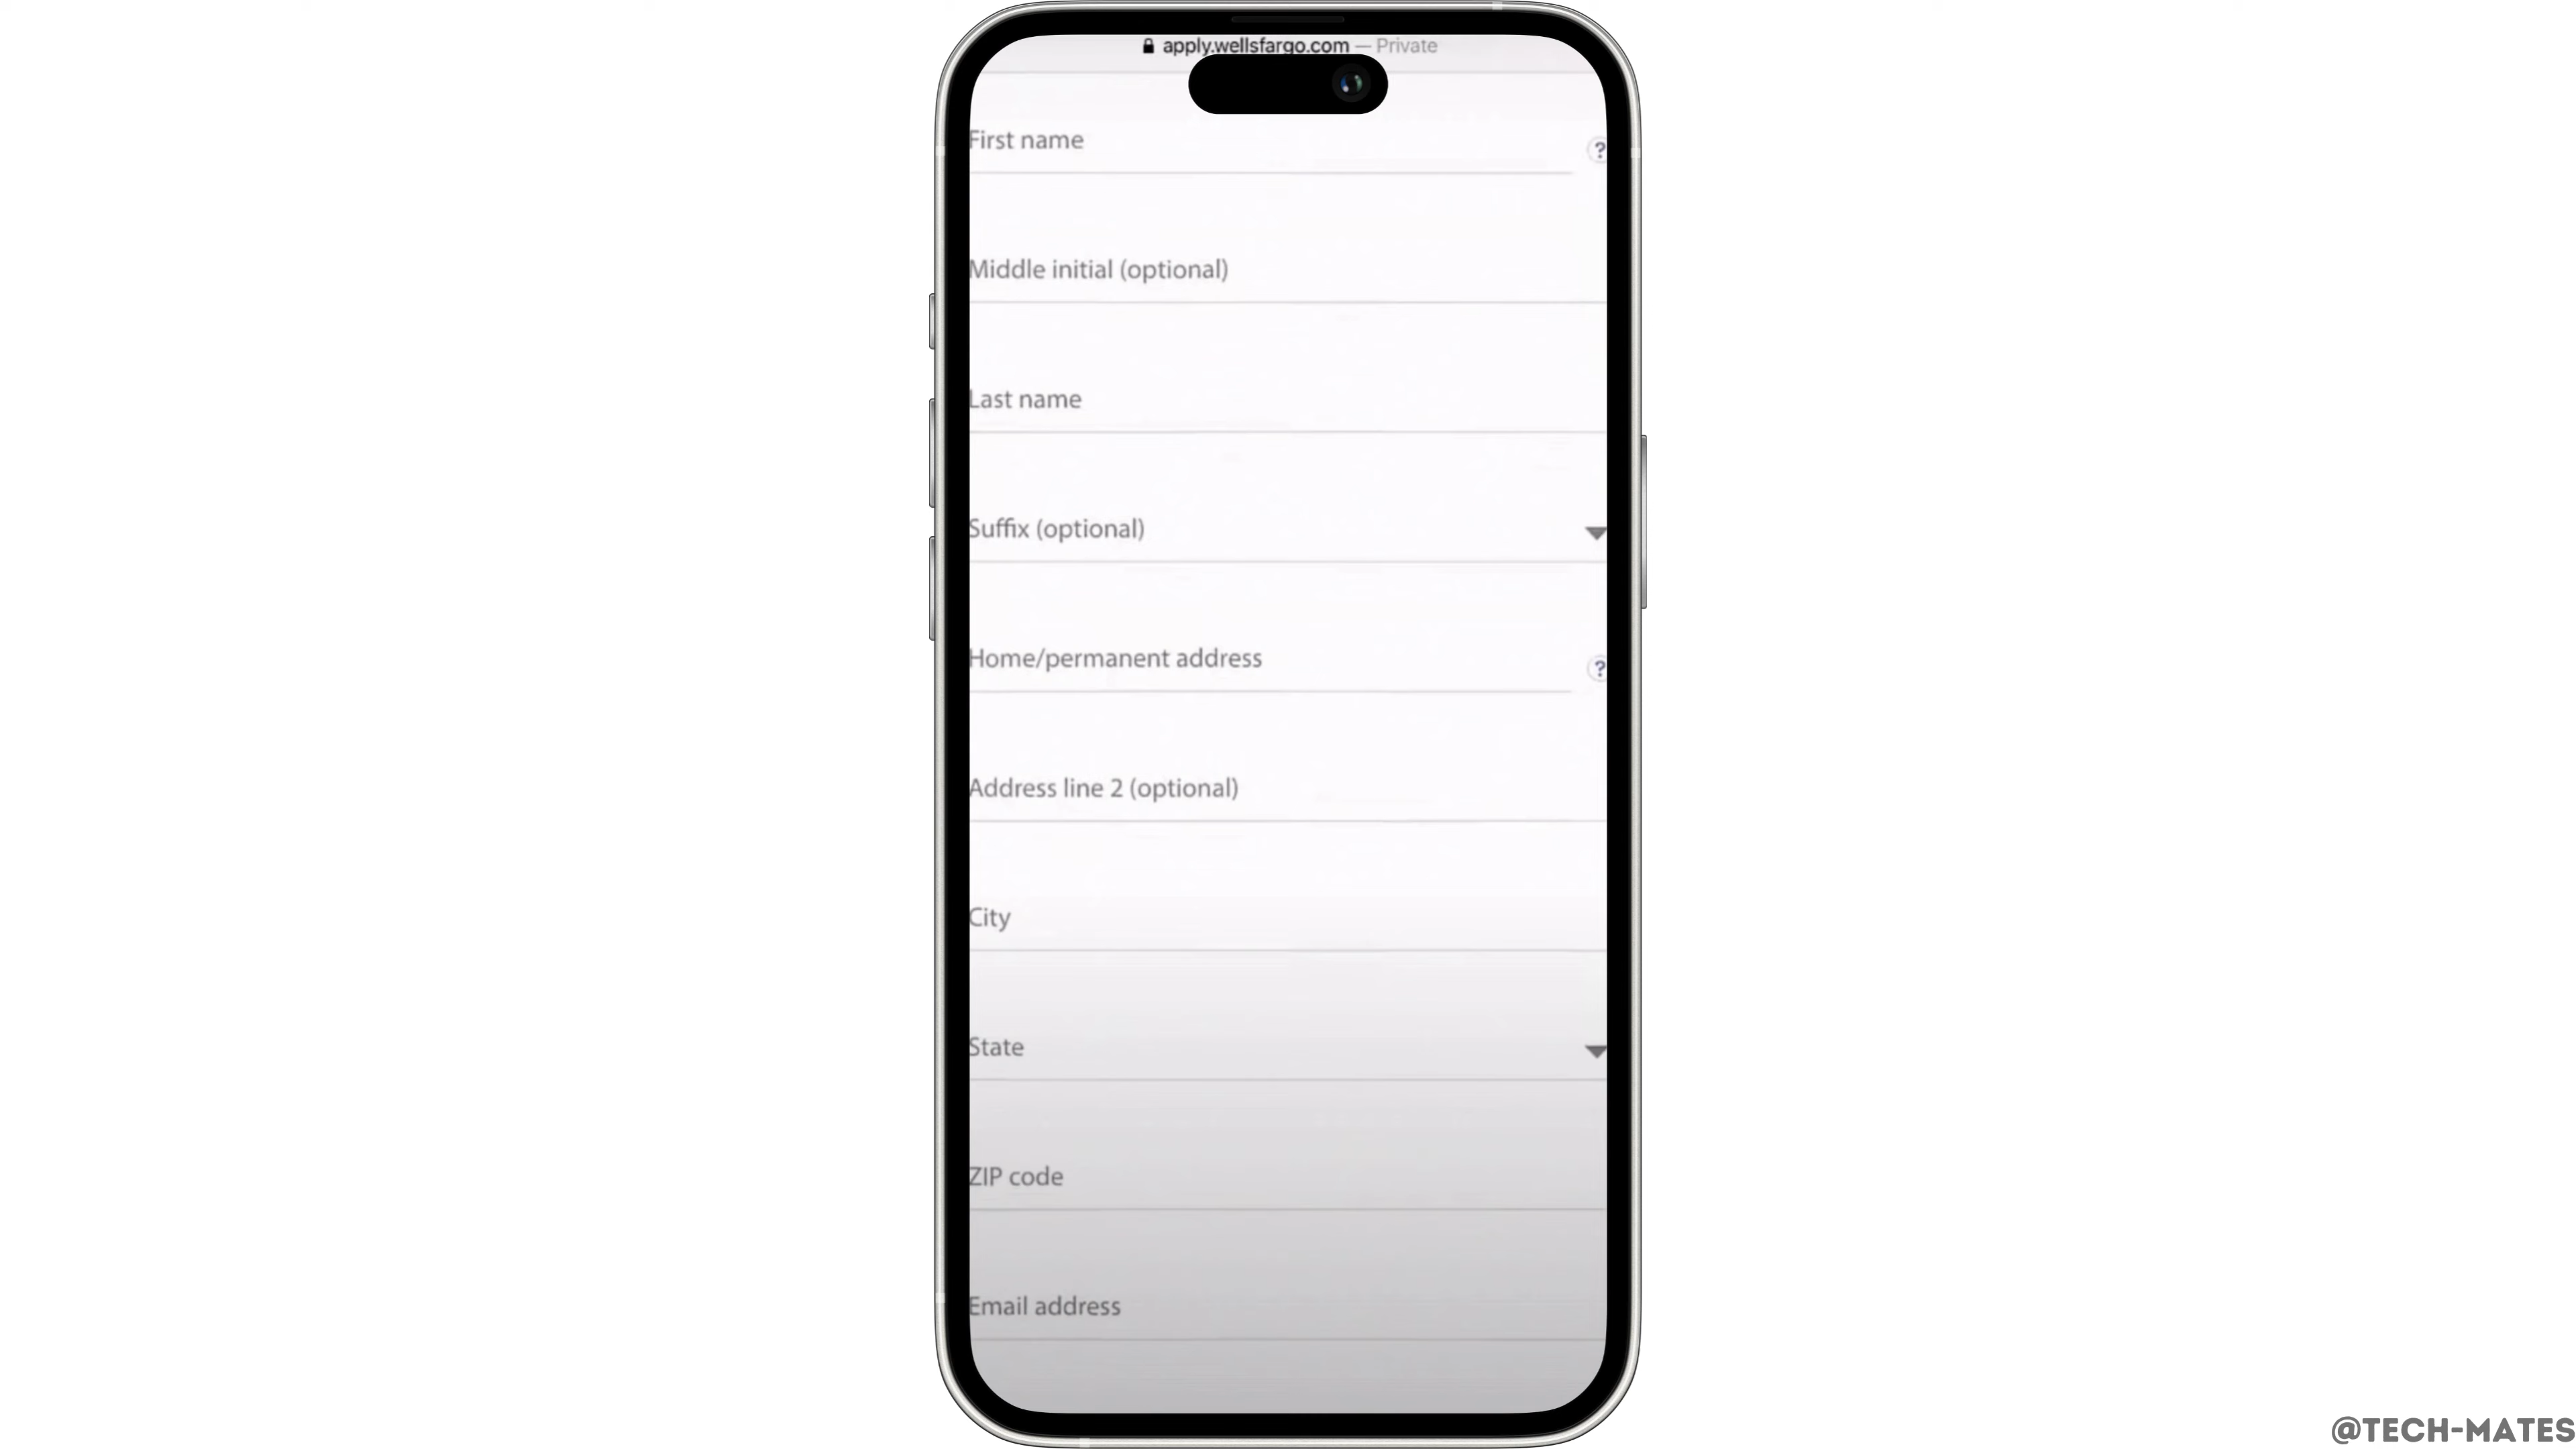 apply.wellsfargo.com — Private
First name
?
Middle initial (optional)
Last name
Suffix (optional)
Home/permanent address
?
Address line 2 (optional)
City
State
ZIP code
Email address
@TECH-MATES